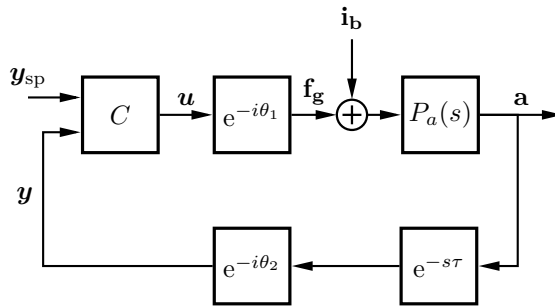 i_b
y_sp
C
u
e^{-iθ_1}
f_g
+
P_a(s)
a
y
e^{-iθ_2}
e^{-sτ}